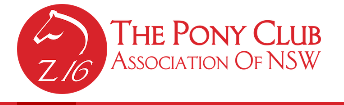 Z16
THE PONY CLUB
ASSOCIATION OF NSW